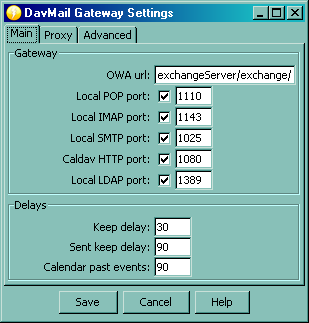 DavMail Gateway Settings
Main Proxy Advanced
Gateway
OWA url: exchangeServer/exchange/
Local POP port: 1110
Local IMAP port: 1143
Local SMTP port: 1025
Caldav HTTP port: 1080
Local LDAP port: 1389
Delays
Keep delay: 30
Sent keep delay: 90
Calendar past events: 90
Save Cancel Help